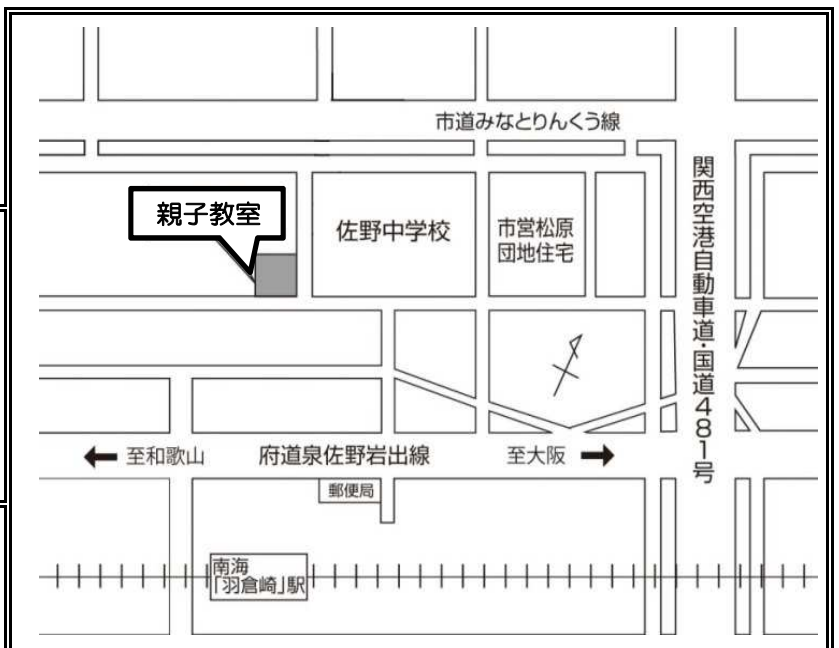 市道みなとりんくう線
親子教室
佐野中学校
市営松原
団地住宅
関西空港自動車道・国道481号
至和歌山
府道泉佐野岩出線
至大阪
郵便局
南海
「羽倉崎」駅